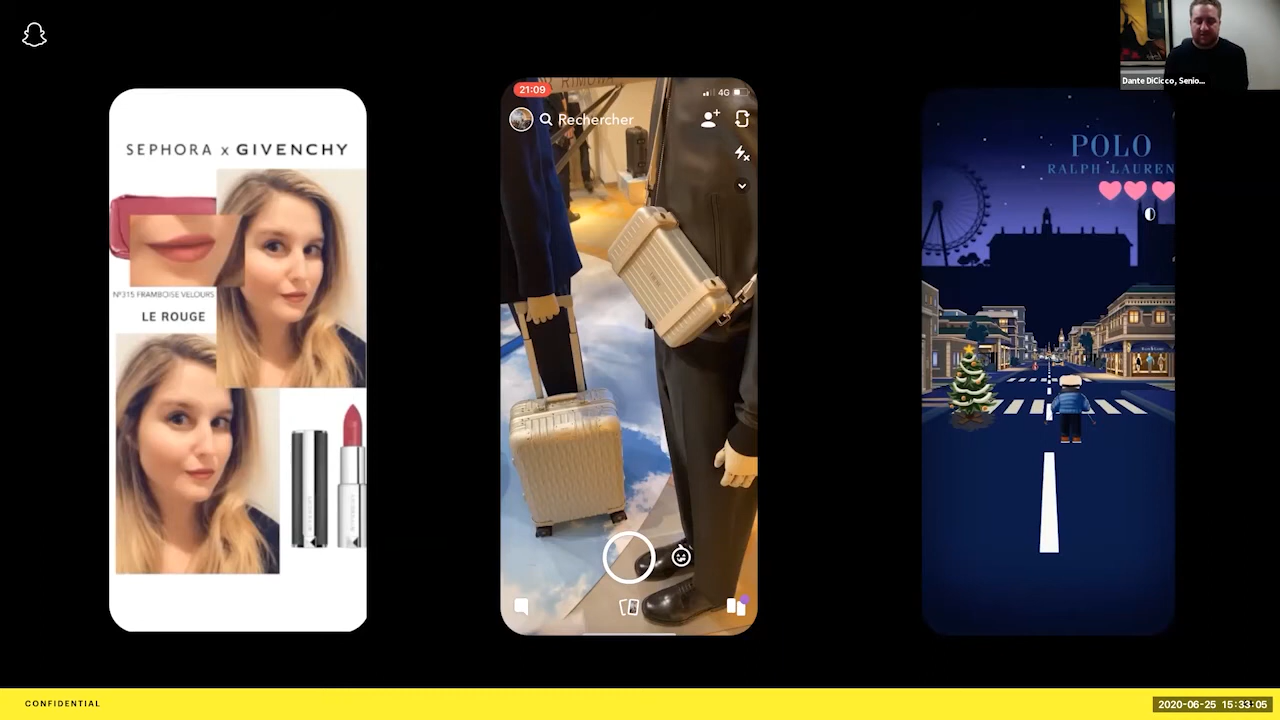 Dante DiCicco, Senio...
SEPHORA x GIVENCHY
N°315 FRAMBOISE VELOURS
LE ROUGE
RIMOWA
21:09
4G
Rechercher
POLO
RALPH LAUREN
CONFIDENTIAL
2020-06-25 15:33:05